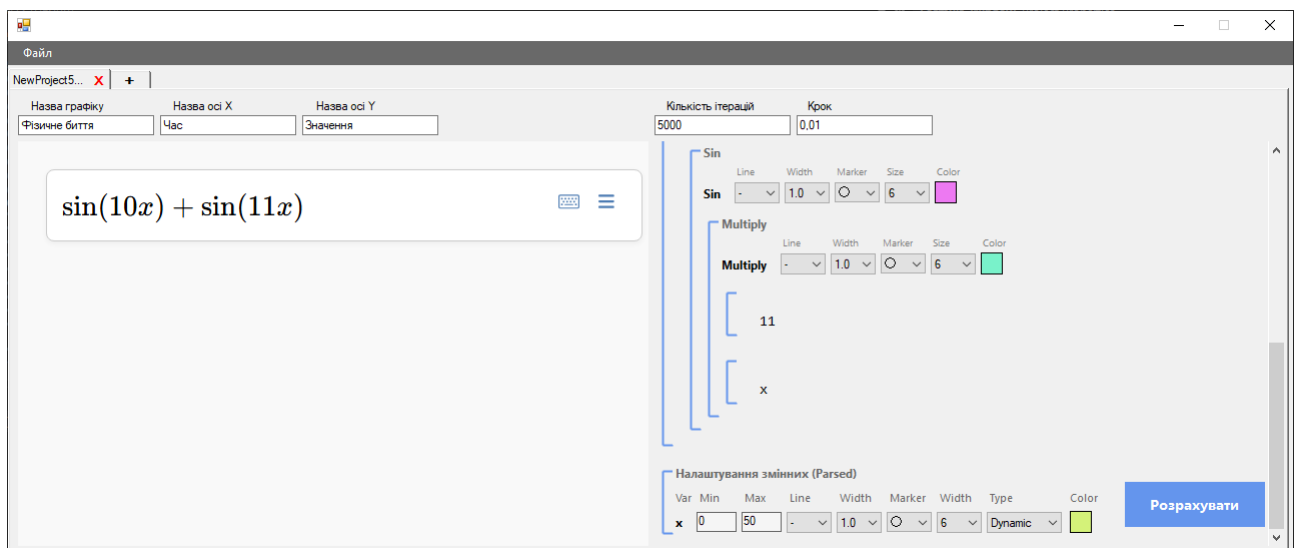 Файл
NewProject5... X +
Назва графіку Назва осі X Назва осі Y Кількість ітерацій Крок
Фізичне биття Час Значення 5000 0,01
sin(10x) + sin(11x)
Sin
Line Width Marker Size Color
Sin - 1.0 6
Multiply
Line Width Marker Size Color
Multiply - 1.0 6
11
x
Налаштування змінних (Parsed)
Var Min Max Line Width Marker Width Type Color
x 0 50 - 1.0 6 Dynamic
Розрахувати